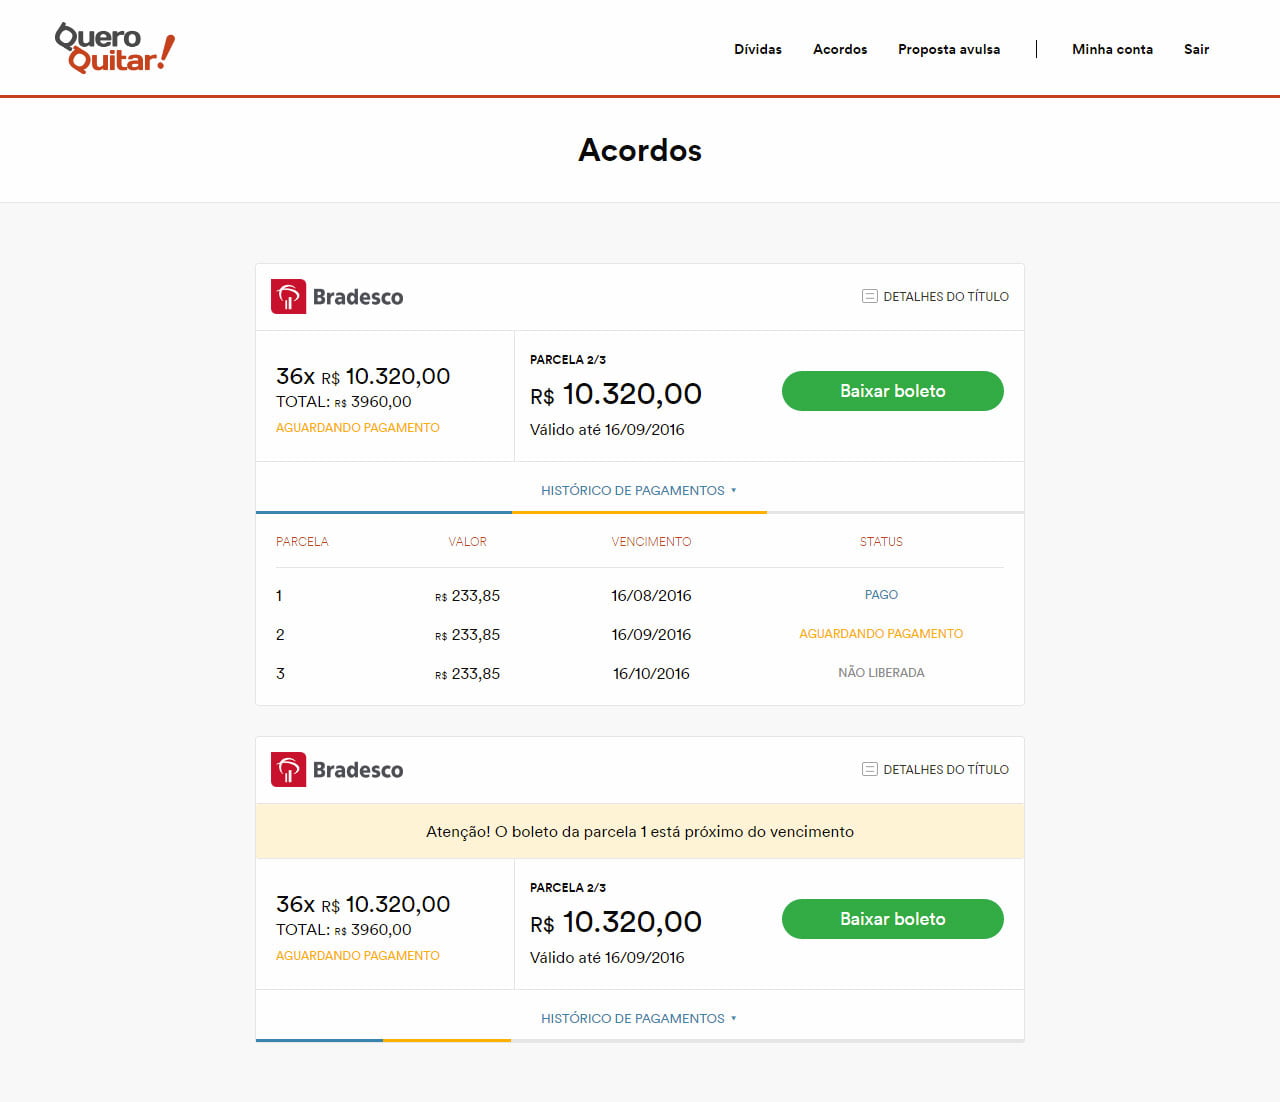 Quero Quitar!
Dívidas Acordos Proposta avulsa | Minha conta Sair
Acordos
Bradesco DETALHES DO TÍTULO
36x R$ 10.320,00
TOTAL: R$ 3960,00
AGUARDANDO PAGAMENTO
PARCELA 2/3
R$ 10.320,00
Válido até 16/09/2016
Baixar boleto
HISTÓRICO DE PAGAMENTOS ▾
PARCELA VALOR VENCIMENTO STATUS
1 R$ 233,85 16/08/2016 PAGO
2 R$ 233,85 16/09/2016 AGUARDANDO PAGAMENTO
3 R$ 233,85 16/10/2016 NÃO LIBERADA
Bradesco DETALHES DO TÍTULO
Atenção! O boleto da parcela 1 está próximo do vencimento
36x R$ 10.320,00
TOTAL: R$ 3960,00
AGUARDANDO PAGAMENTO
PARCELA 2/3
R$ 10.320,00
Válido até 16/09/2016
Baixar boleto
HISTÓRICO DE PAGAMENTOS ▾